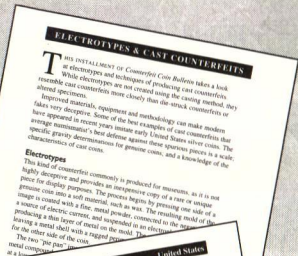 ELECTROTYPES & CAST COUNTERFEITS
THIS INSTALLMENT OF Counterfeit Coin Bulletin takes a look
at electrotypes and techniques of producing cast counterfeits.
While electrotypes are not created using the casting method, they
resemble cast counterfeits more closely than die-struck counterfeits or
altered specimens.
Improved materials, equipment and methodology can make modern
fakes very deceptive. Some of the best examples of cast counterfeits that
have appeared in recent years imitate early United States silver coins. The
average numismatist's best defense against these spurious pieces is a scale,
specific gravity determinations for genuine coins, and a knowledge of the
characteristics of cast coins.
Electrotypes
This kind of counterfeit commonly is produced for museums, as it is not
highly deceptive and provides an inexpensive copy of a rare or unique
piece for display purposes. The process begins by pressing one side of a
genuine coin into soft material, such as wax. The resulting mold of the
image is coated with a fine, metal powder, connected to the
a source of electric current, and suspended in an
producing a thin layer of metal on the mold. The
leaving a metal shell with a rugged
for the other side of the coin.
The two "pie pan"
metal compound
at a
United States